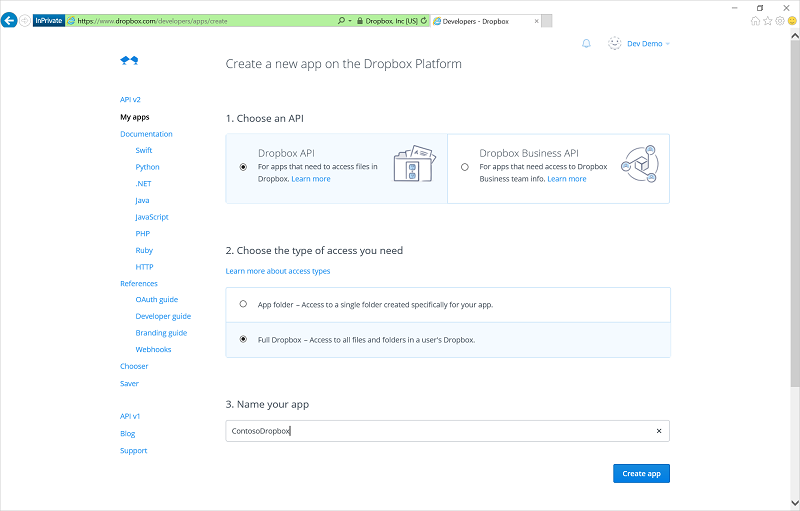 InPrivate
https://www.dropbox.com/developers/apps/create
Dropbox, Inc [US]
Developers - Dropbox
Dev Demo
Create a new app on the Dropbox Platform
API v2
My apps
Documentation
Swift
Python
.NET
Java
JavaScript
PHP
Ruby
HTTP
References
OAuth guide
Developer guide
Branding guide
Webhooks
Chooser
Saver
API v1
Blog
Support
1. Choose an API
Dropbox API
For apps that need to access files in
Dropbox. Learn more
Dropbox Business API
For apps that need access to Dropbox
Business team info. Learn more
2. Choose the type of access you need
Learn more about access types
App folder – Access to a single folder created specifically for your app.
Full Dropbox – Access to all files and folders in a user's Dropbox.
3. Name your app
ContosoDropbox
Create app